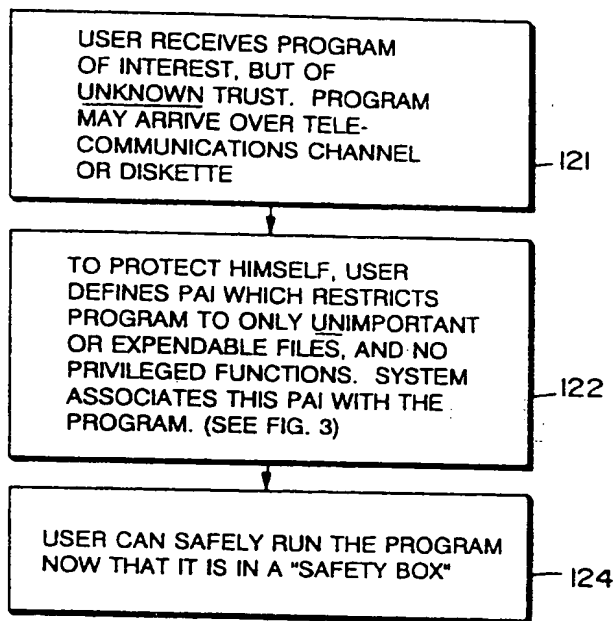 USER RECEIVES PROGRAM
OF INTEREST, BUT OF
UNKNOWN TRUST. PROGRAM
MAY ARRIVE OVER TELE-
COMMUNICATIONS CHANNEL
OR DISKETTE
121
TO PROTECT HIMSELF, USER
DEFINES PAI WHICH RESTRICTS
PROGRAM TO ONLY UNIMPORTANT
OR EXPENDABLE FILES, AND NO
PRIVILEGED FUNCTIONS. SYSTEM
ASSOCIATES THIS PAI WITH THE
PROGRAM. (SEE FIG. 3)
122
USER CAN SAFELY RUN THE PROGRAM
NOW THAT IT IS IN A "SAFETY BOX"
124